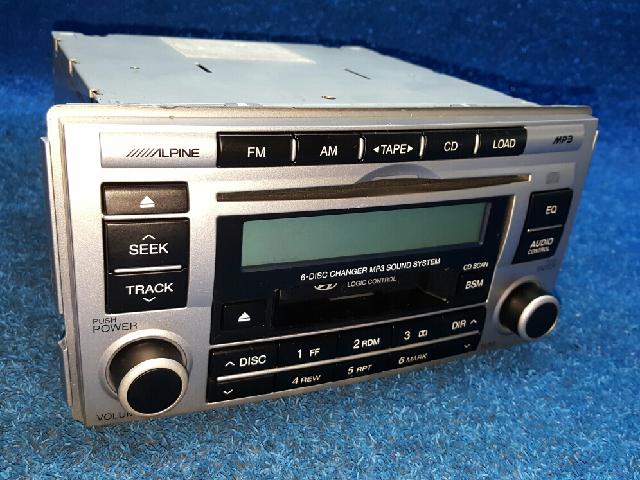 ALPINE FM AM ◄TAPE► CD LOAD MP3
EQ
SEEK
AUDIO CONTROL
6-DISC CHANGER MP3 SOUND SYSTEM
CD SCAN
LOGIC CONTROL
BSM
TRACK
PUSH
POWER
DISC 1 FF 2 RDM 3 DIR
4 REW 5 RPT 6 MARK
VOLUM